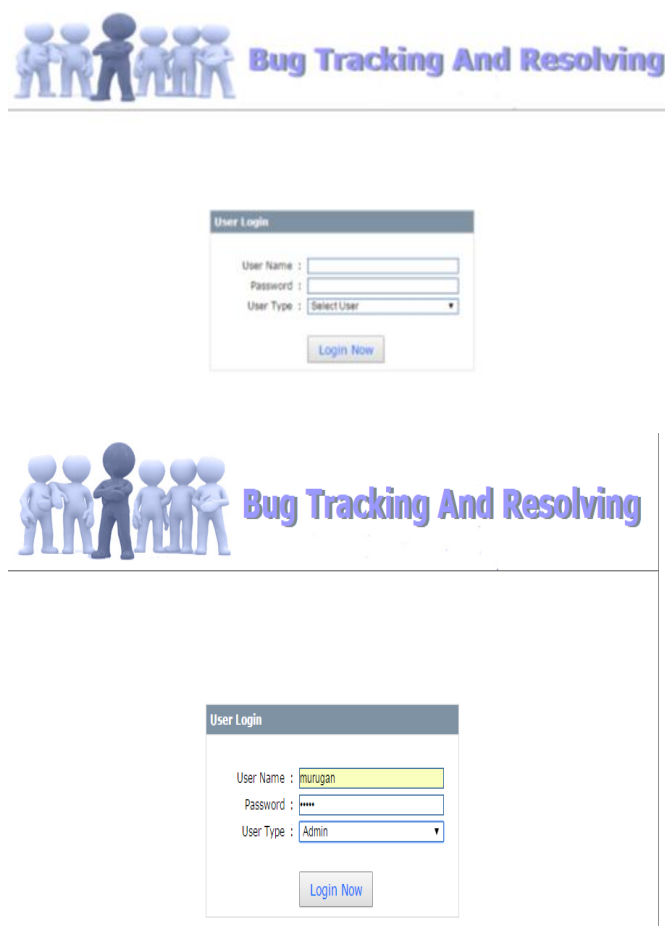 Bug Tracking And Resolving
User Login
User Name :
Password :
User Type : Select User
Login Now
Bug Tracking And Resolving
User Login
User Name : murugan
Password : •••••
User Type : Admin
Login Now